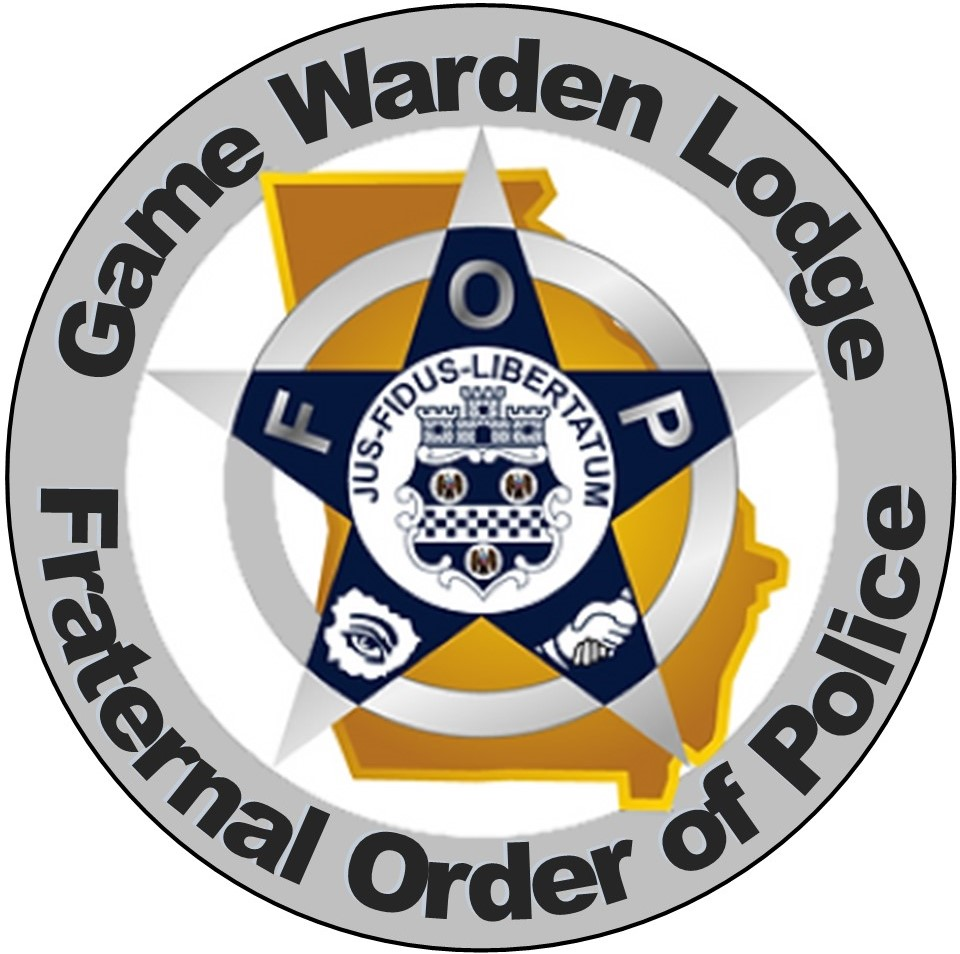 Game Warden Lodge
F O P
JUS-FIDUS-LIBERTATUM
Fraternal Order of Police